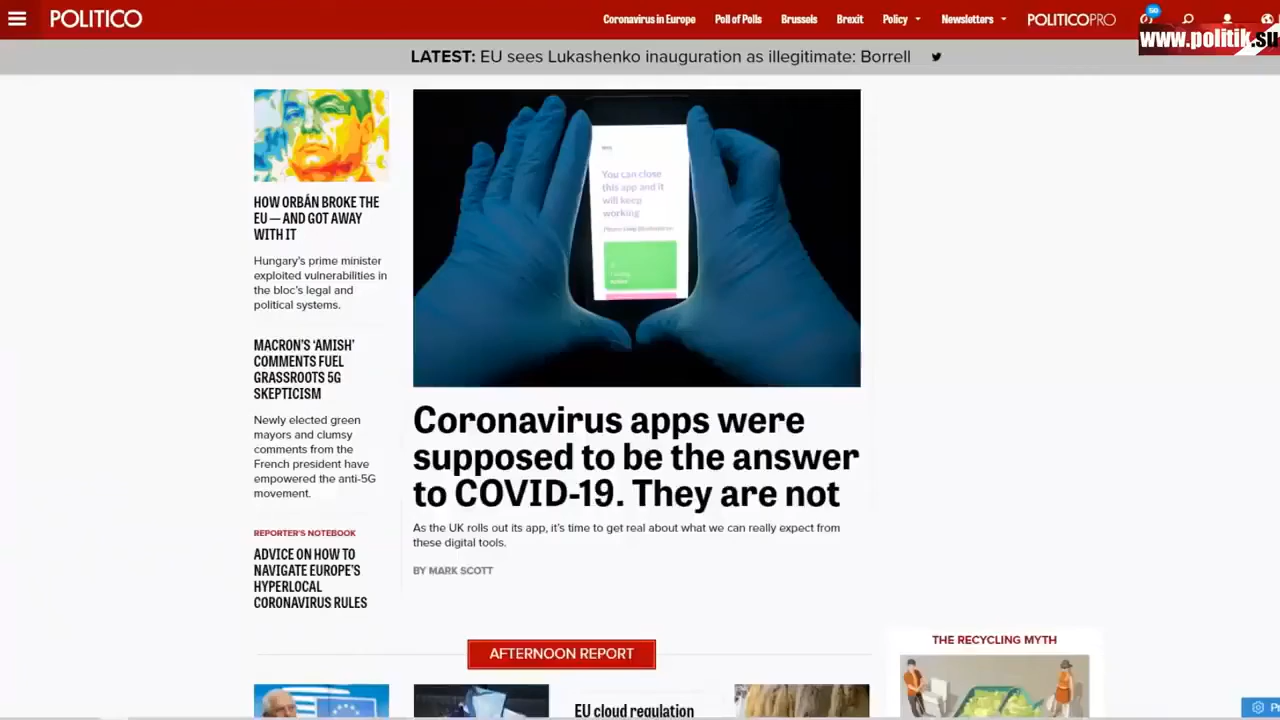 POLITICO
Coronavirus in Europe Poll of Polls Brussels Brexit Policy Newsletters POLITICOPRO
50
www.politik.su
LATEST: EU sees Lukashenko inauguration as illegitimate: Borrell
HOW ORBÁN BROKE THE
EU — AND GOT AWAY
WITH IT
Hungary's prime minister
exploited vulnerabilities in
the bloc's legal and
political systems.
MACRON'S ‘AMISH’
COMMENTS FUEL
GRASSROOTS 5G
SKEPTICISM
Newly elected green
mayors and clumsy
comments from the
French president have
empowered the anti-5G
movement.
REPORTER'S NOTEBOOK
ADVICE ON HOW TO
NAVIGATE EUROPE'S
HYPERLOCAL
CORONAVIRUS RULES
You can close
this app and it
will keep
working
Coronavirus apps were
supposed to be the answer
to COVID-19. They are not
As the UK rolls out its app, it's time to get real about what we can really expect from
these digital tools.
BY MARK SCOTT
AFTERNOON REPORT
EU cloud regulation
THE RECYCLING MYTH